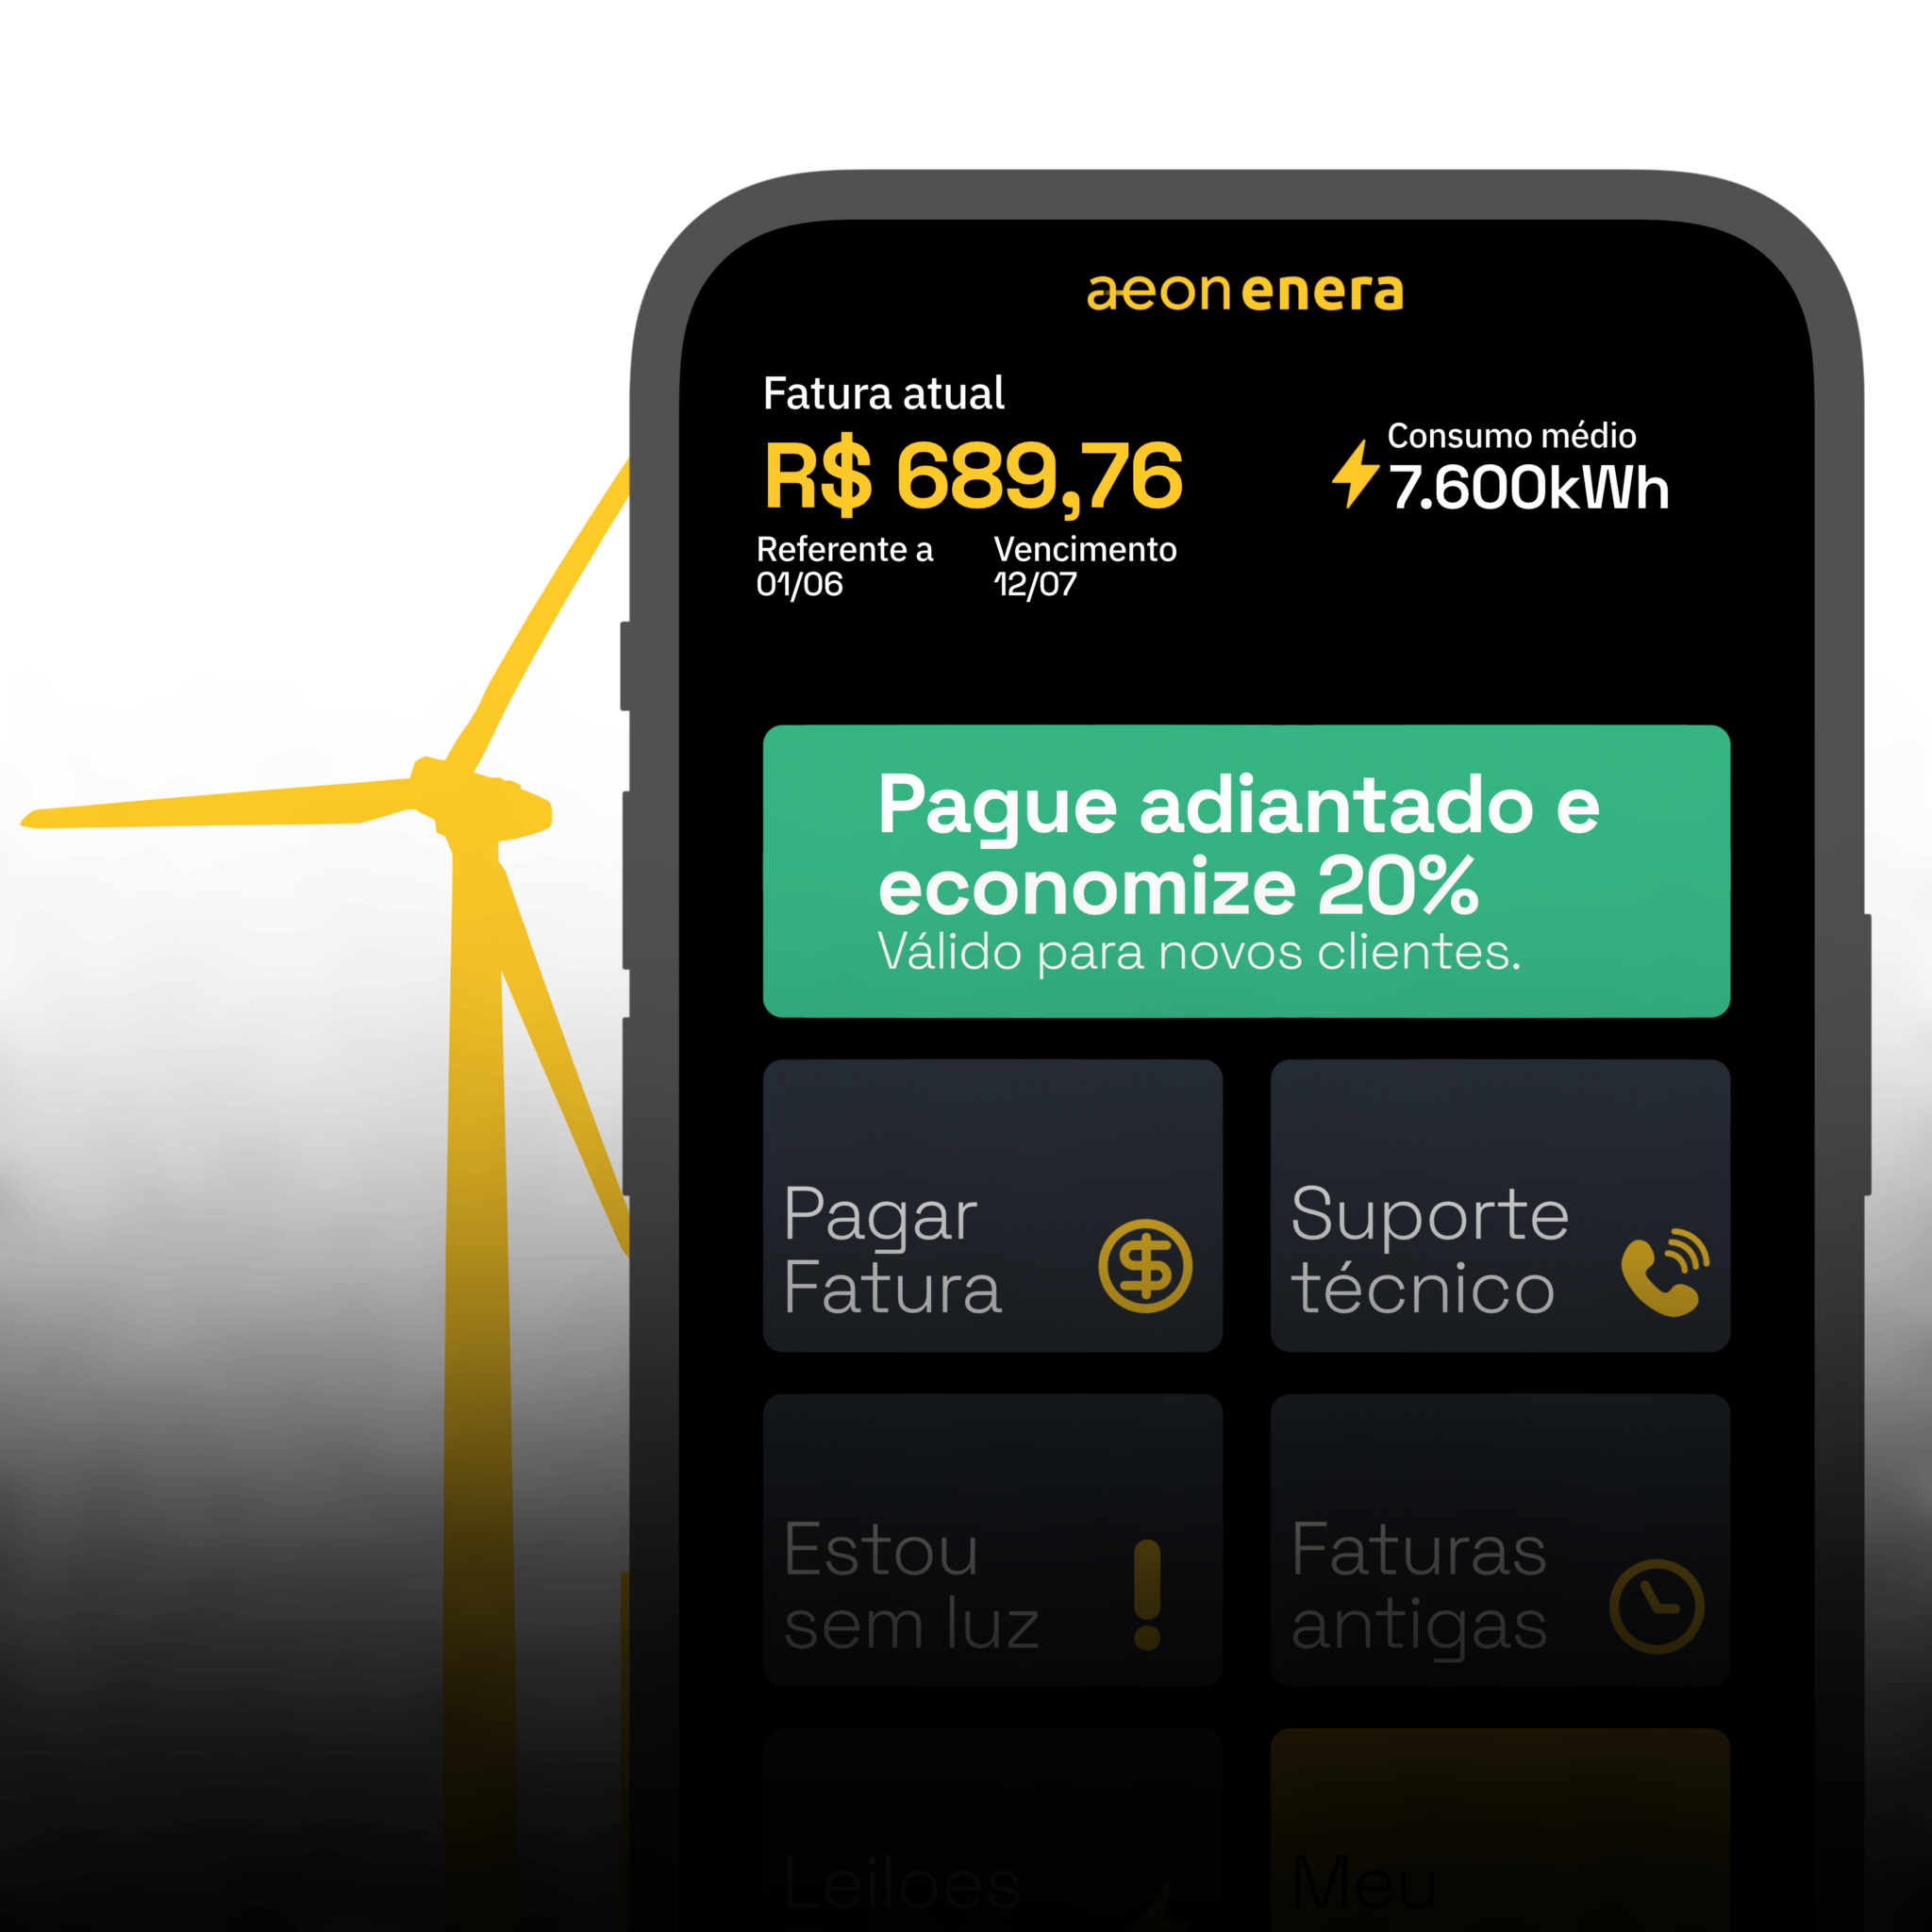 aeon enera
Fatura atual
R$ 689,76
Consumo médio
7.600kWh
Referente a
01/06
Vencimento
12/07
Pague adiantado e
economize 20%
Válido para novos clientes.
Pagar
Fatura
Suporte
técnico
Estou
sem luz
Faturas
antigas
Leiloes
Meu